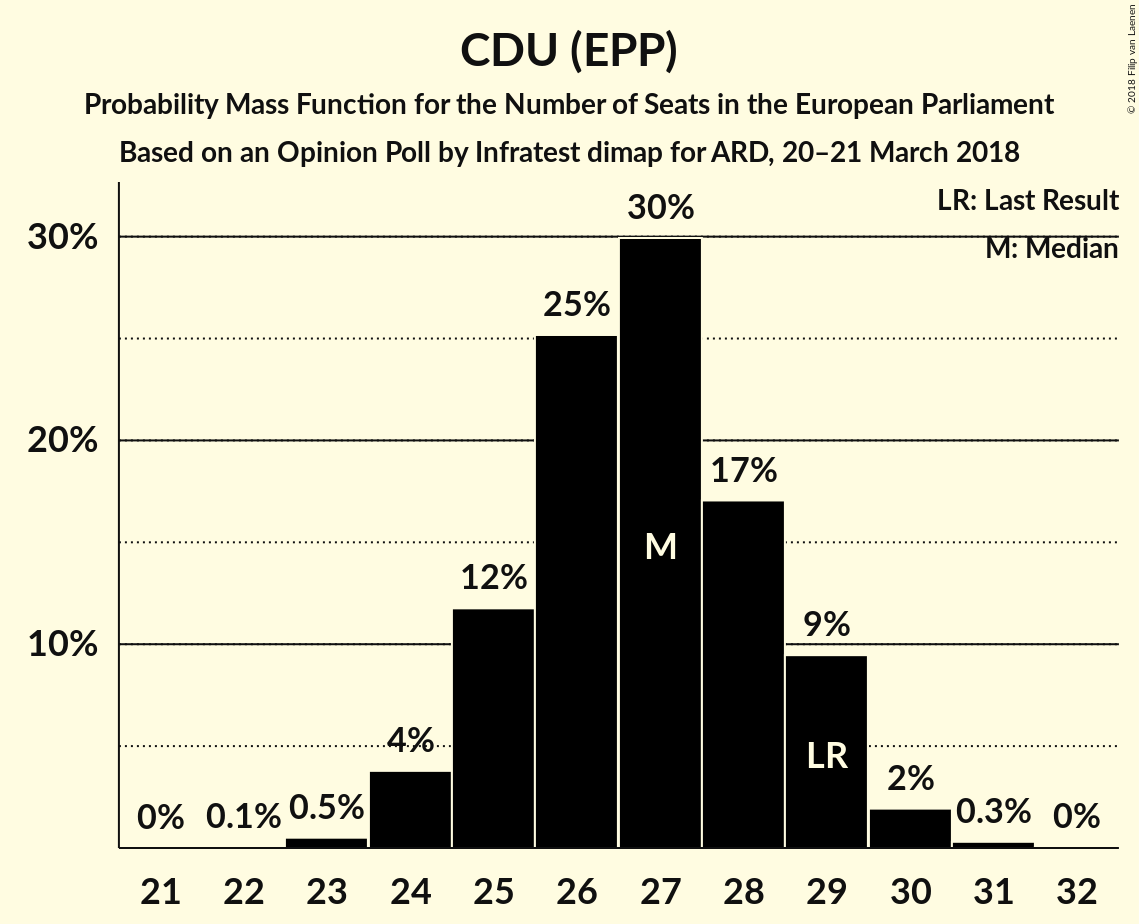 CDU (EPP)
Probability Mass Function for the Number of Seats in the European Parliament
Based on an Opinion Poll by Infratest dimap for ARD, 20–21 March 2018
© 2018 Filip van Laenen
LR: Last Result
M: Median
30%
20%
10%
0%
0.1%
0.5%
4%
12%
25%
30%
17%
9%
2%
0.3%
0%
M
LR
21 22 23 24 25 26 27 28 29 30 31 32